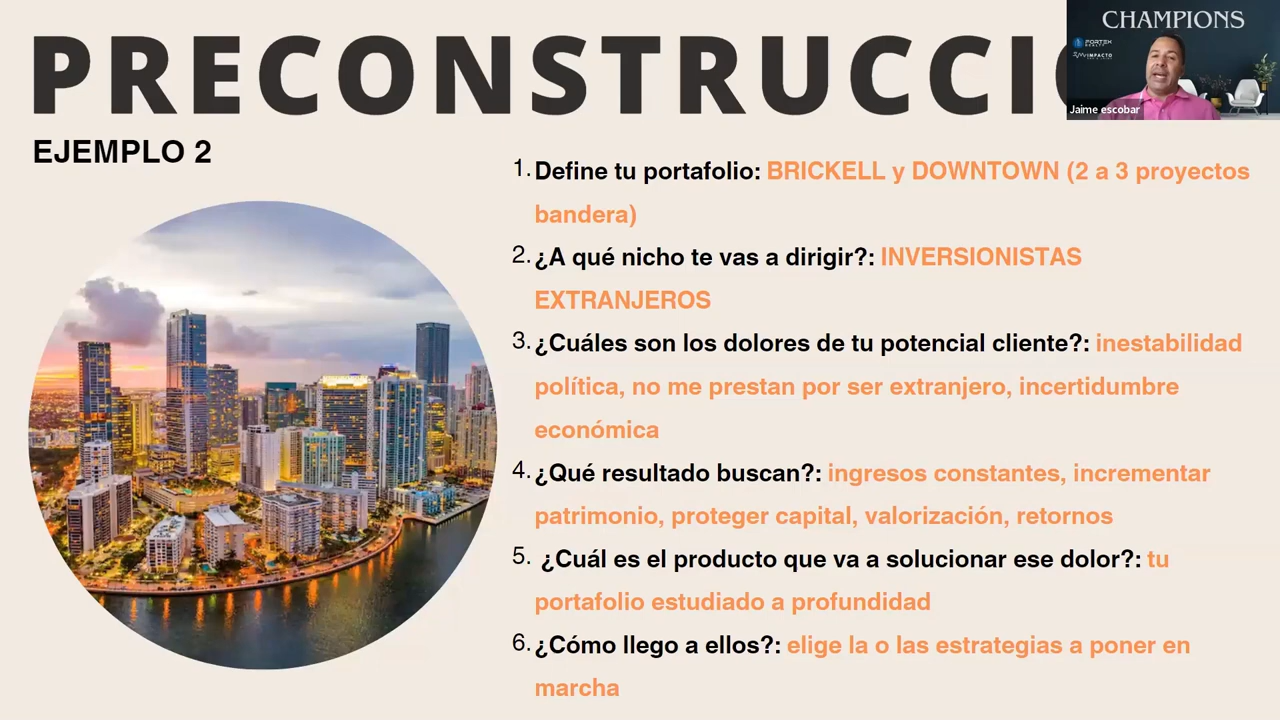 PRECONSTRUCCI
CHAMPIONS
FORTEX
IMPACTO
Jaime escobar
EJEMPLO 2
1. Define tu portafolio: BRICKELL y DOWNTOWN (2 a 3 proyectos
bandera)
2. ¿A qué nicho te vas a dirigir?: INVERSIONISTAS
EXTRANJEROS
3. ¿Cuáles son los dolores de tu potencial cliente?: inestabilidad
política, no me prestan por ser extranjero, incertidumbre
económica
4. ¿Qué resultado buscan?: ingresos constantes, incrementar
patrimonio, proteger capital, valorización, retornos
5. ¿Cuál es el producto que va a solucionar ese dolor?: tu
portafolio estudiado a profundidad
6. ¿Cómo llego a ellos?: elige la o las estrategias a poner en
marcha